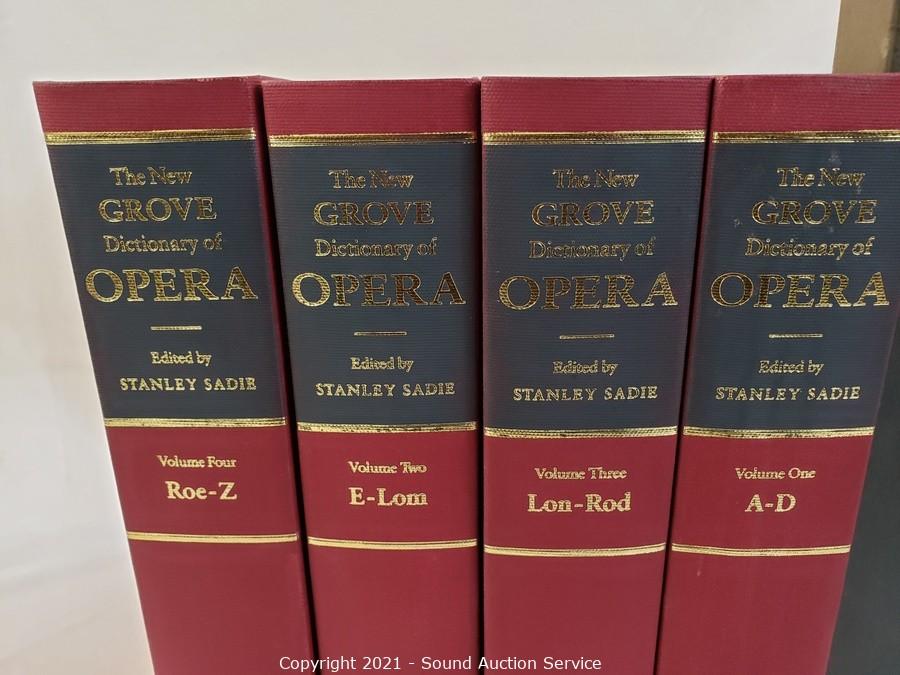 The New
GROVE
Dictionary of
OPERA
Edited by
STANLEY SADIE
Volume Four
Roe-Z
The New
GROVE
Dictionary of
OPERA
Edited by
STANLEY SADIE
Volume Two
E-Lom
The New
GROVE
Dictionary of
OPERA
Edited by
STANLEY SADIE
Volume Three
Lon-Rod
The New
GROVE
Dictionary of
OPERA
Edited by
STANLEY SADIE
Volume One
A-D
Copyright 2021 - Sound Auction Service